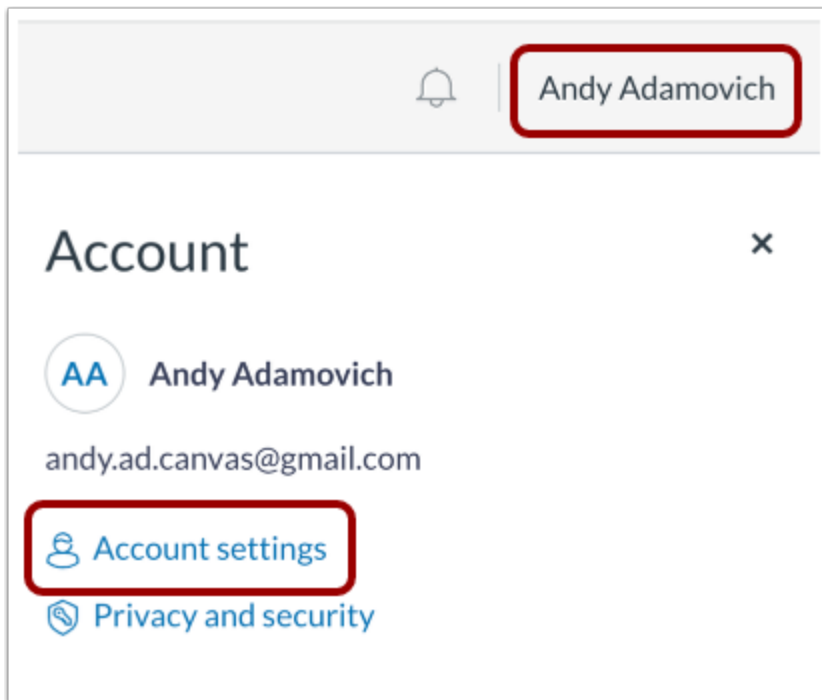 Andy Adamovich
Account
AA Andy Adamovich
andy.ad.canvas@gmail.com
Account settings
Privacy and security